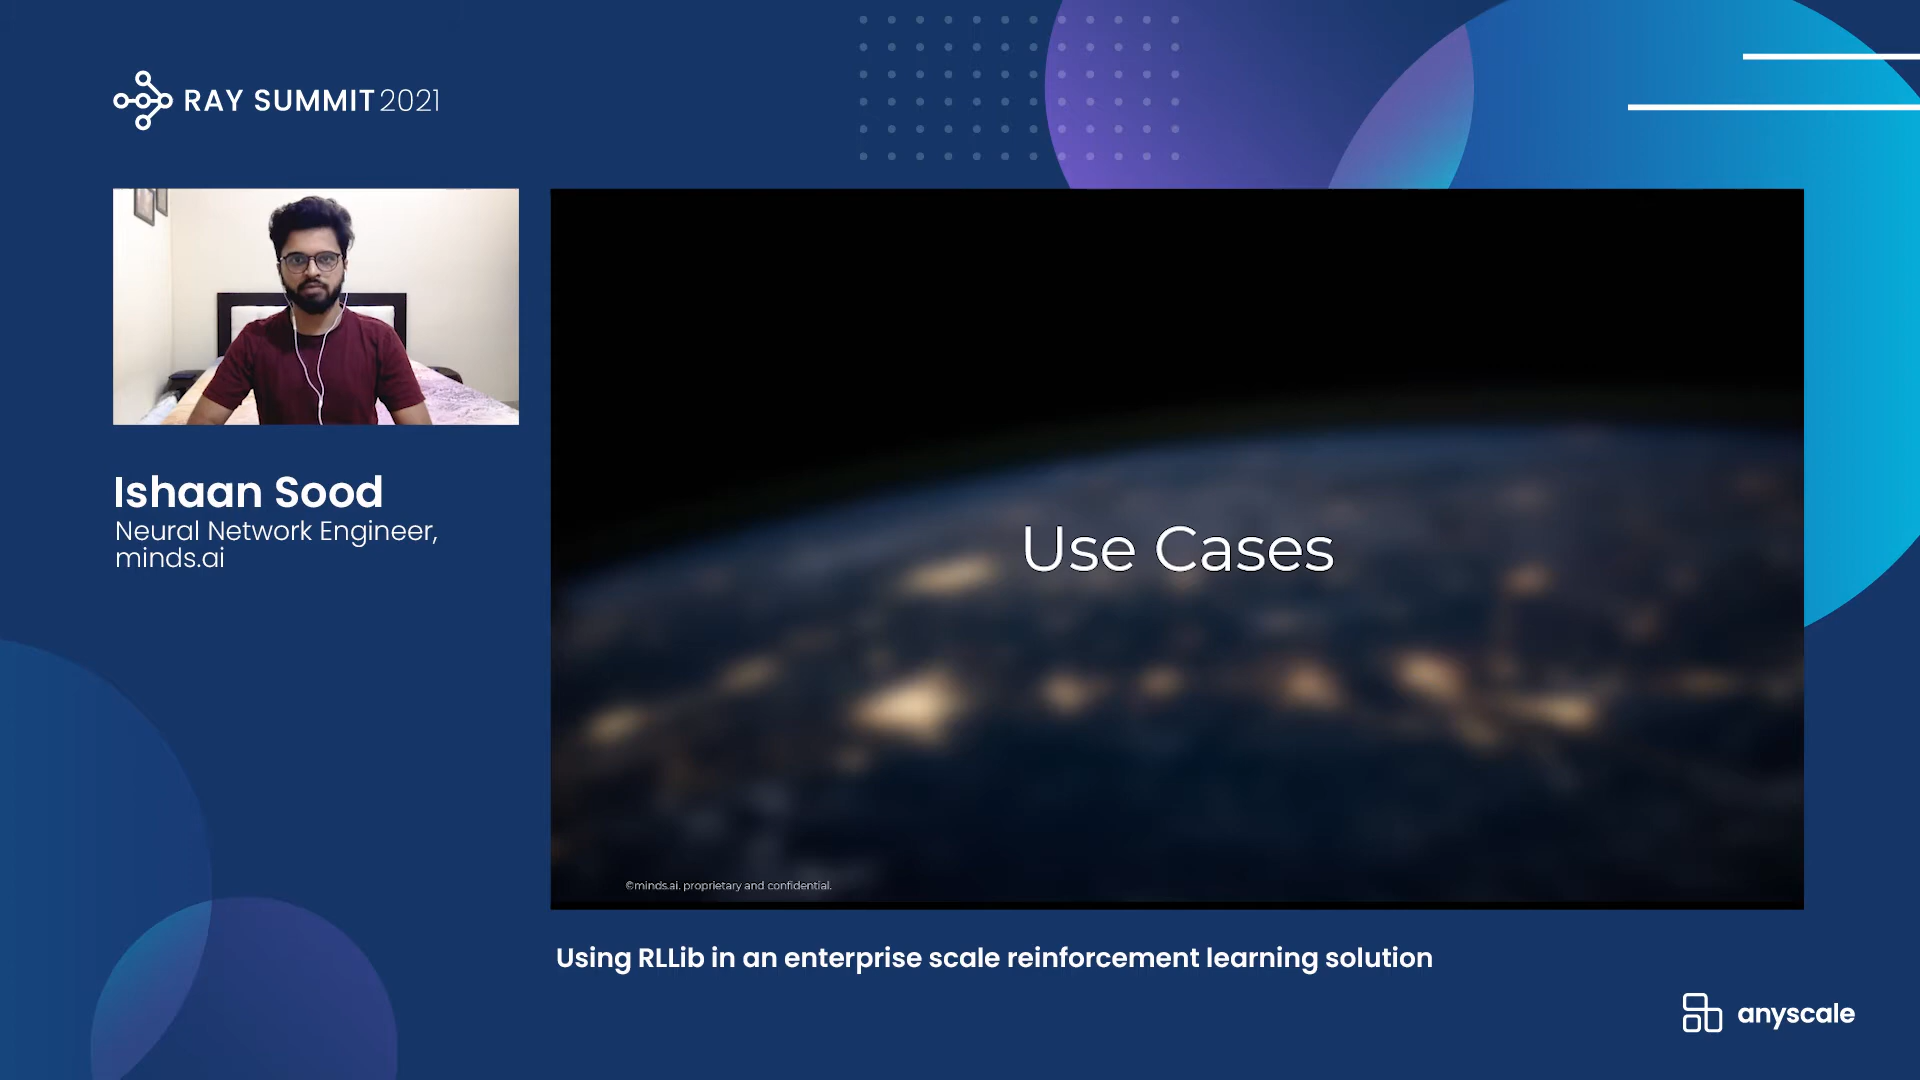 RAY SUMMIT 2021
Ishaan Sood
Neural Network Engineer,
minds.ai
Use Cases
©minds.ai. proprietary and confidential.
Using RLLib in an enterprise scale reinforcement learning solution
anyscale